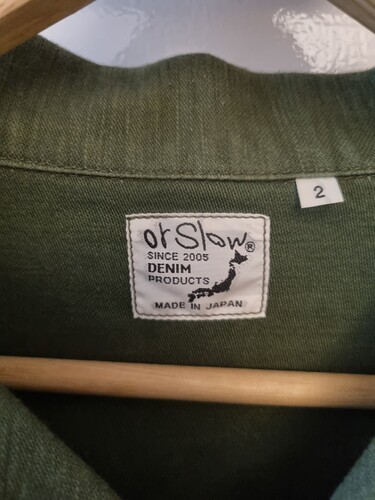 2
orSlow®
SINCE 2005
DENIM
PRODUCTS
MADE IN JAPAN